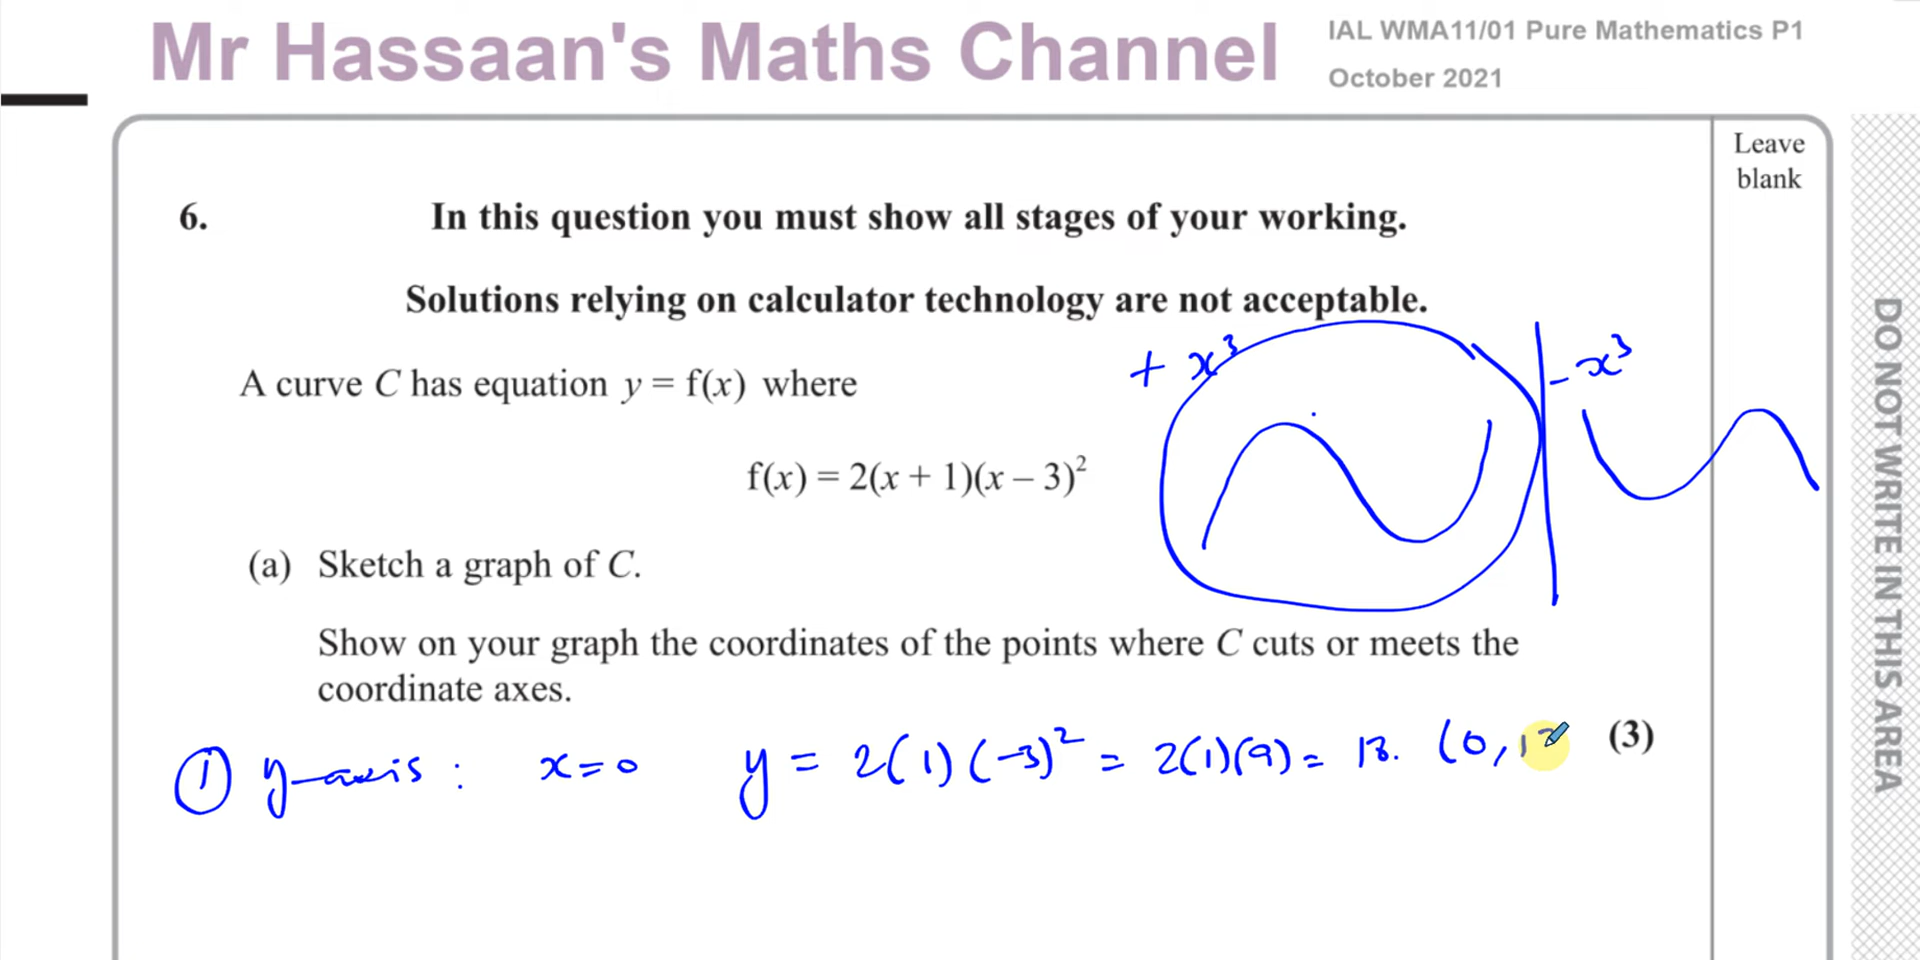 Mr Hassaan's Maths Channel
IAL WMA11/01 Pure Mathematics P1
October 2021
Leave
blank
6. In this question you must show all stages of your working.
Solutions relying on calculator technology are not acceptable.
+ x³
- x³
A curve C has equation y = f(x) where
f(x) = 2(x + 1)(x – 3)²
(a) Sketch a graph of C.
Show on your graph the coordinates of the points where C cuts or meets the
coordinate axes.
(3)
① y-axis : x = 0 y = 2(1)(-3)² = 2(1)(9) = 18. (0, 1
DO NOT WRITE IN THIS AREA